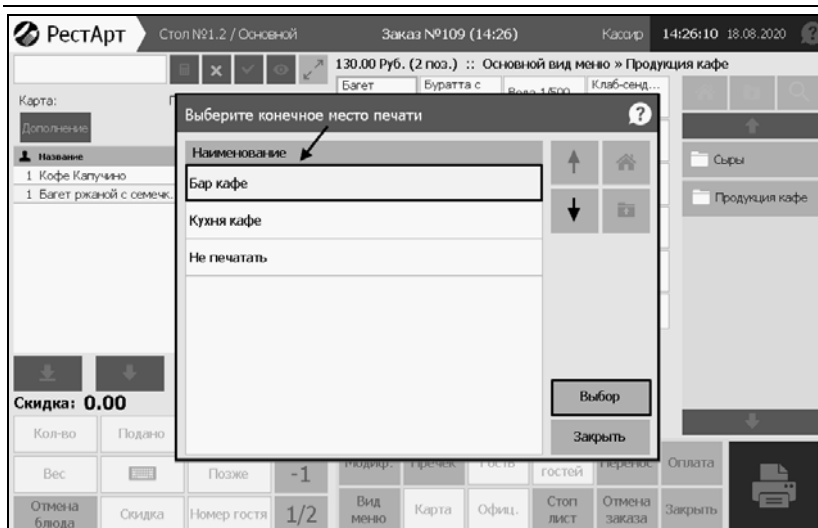 РестАрт
Стол №1.2 / Основной
Заказ №109 (14:26)
Кассир
14:26:10 18.08.2020
130.00 Руб. (2 поз.) :: Основной вид меню » Продукция кафе
Багет
Буратта с
Клаб-сенд...
Карта:
Дополнение
Название
1 Кофе Капучино
1 Багет ржаной с семечк.
Выберите конечное место печати
Наименование
Бар кафе
Кухня кафе
Не печатать
Выбор
Закрыть
Сыры
Продукция кафе
Скидка: 0.00
Кол-во
Подано
Вес
Позже
-1
гостей
Перенос
Оплата
Отмена блюда
Скидка
Номер гостя
1/2
Вид меню
Карта
Офиц.
Стоп лист
Отмена заказа
Закрыть